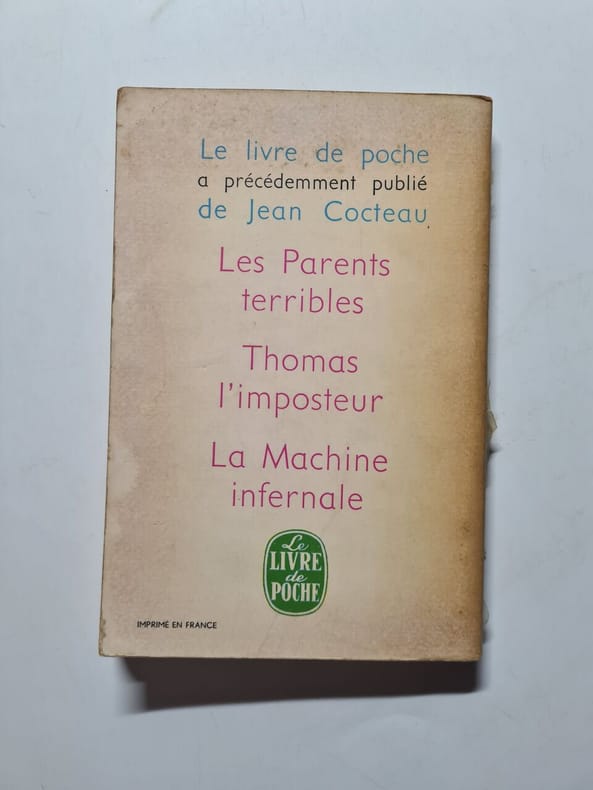 Le livre de poche
a précédemment publié
de Jean Cocteau
Les Parents
terribles
Thomas
l'imposteur
La Machine
infernale
Le
LIVRE
de
POCHE
IMPRIMÉ EN FRANCE